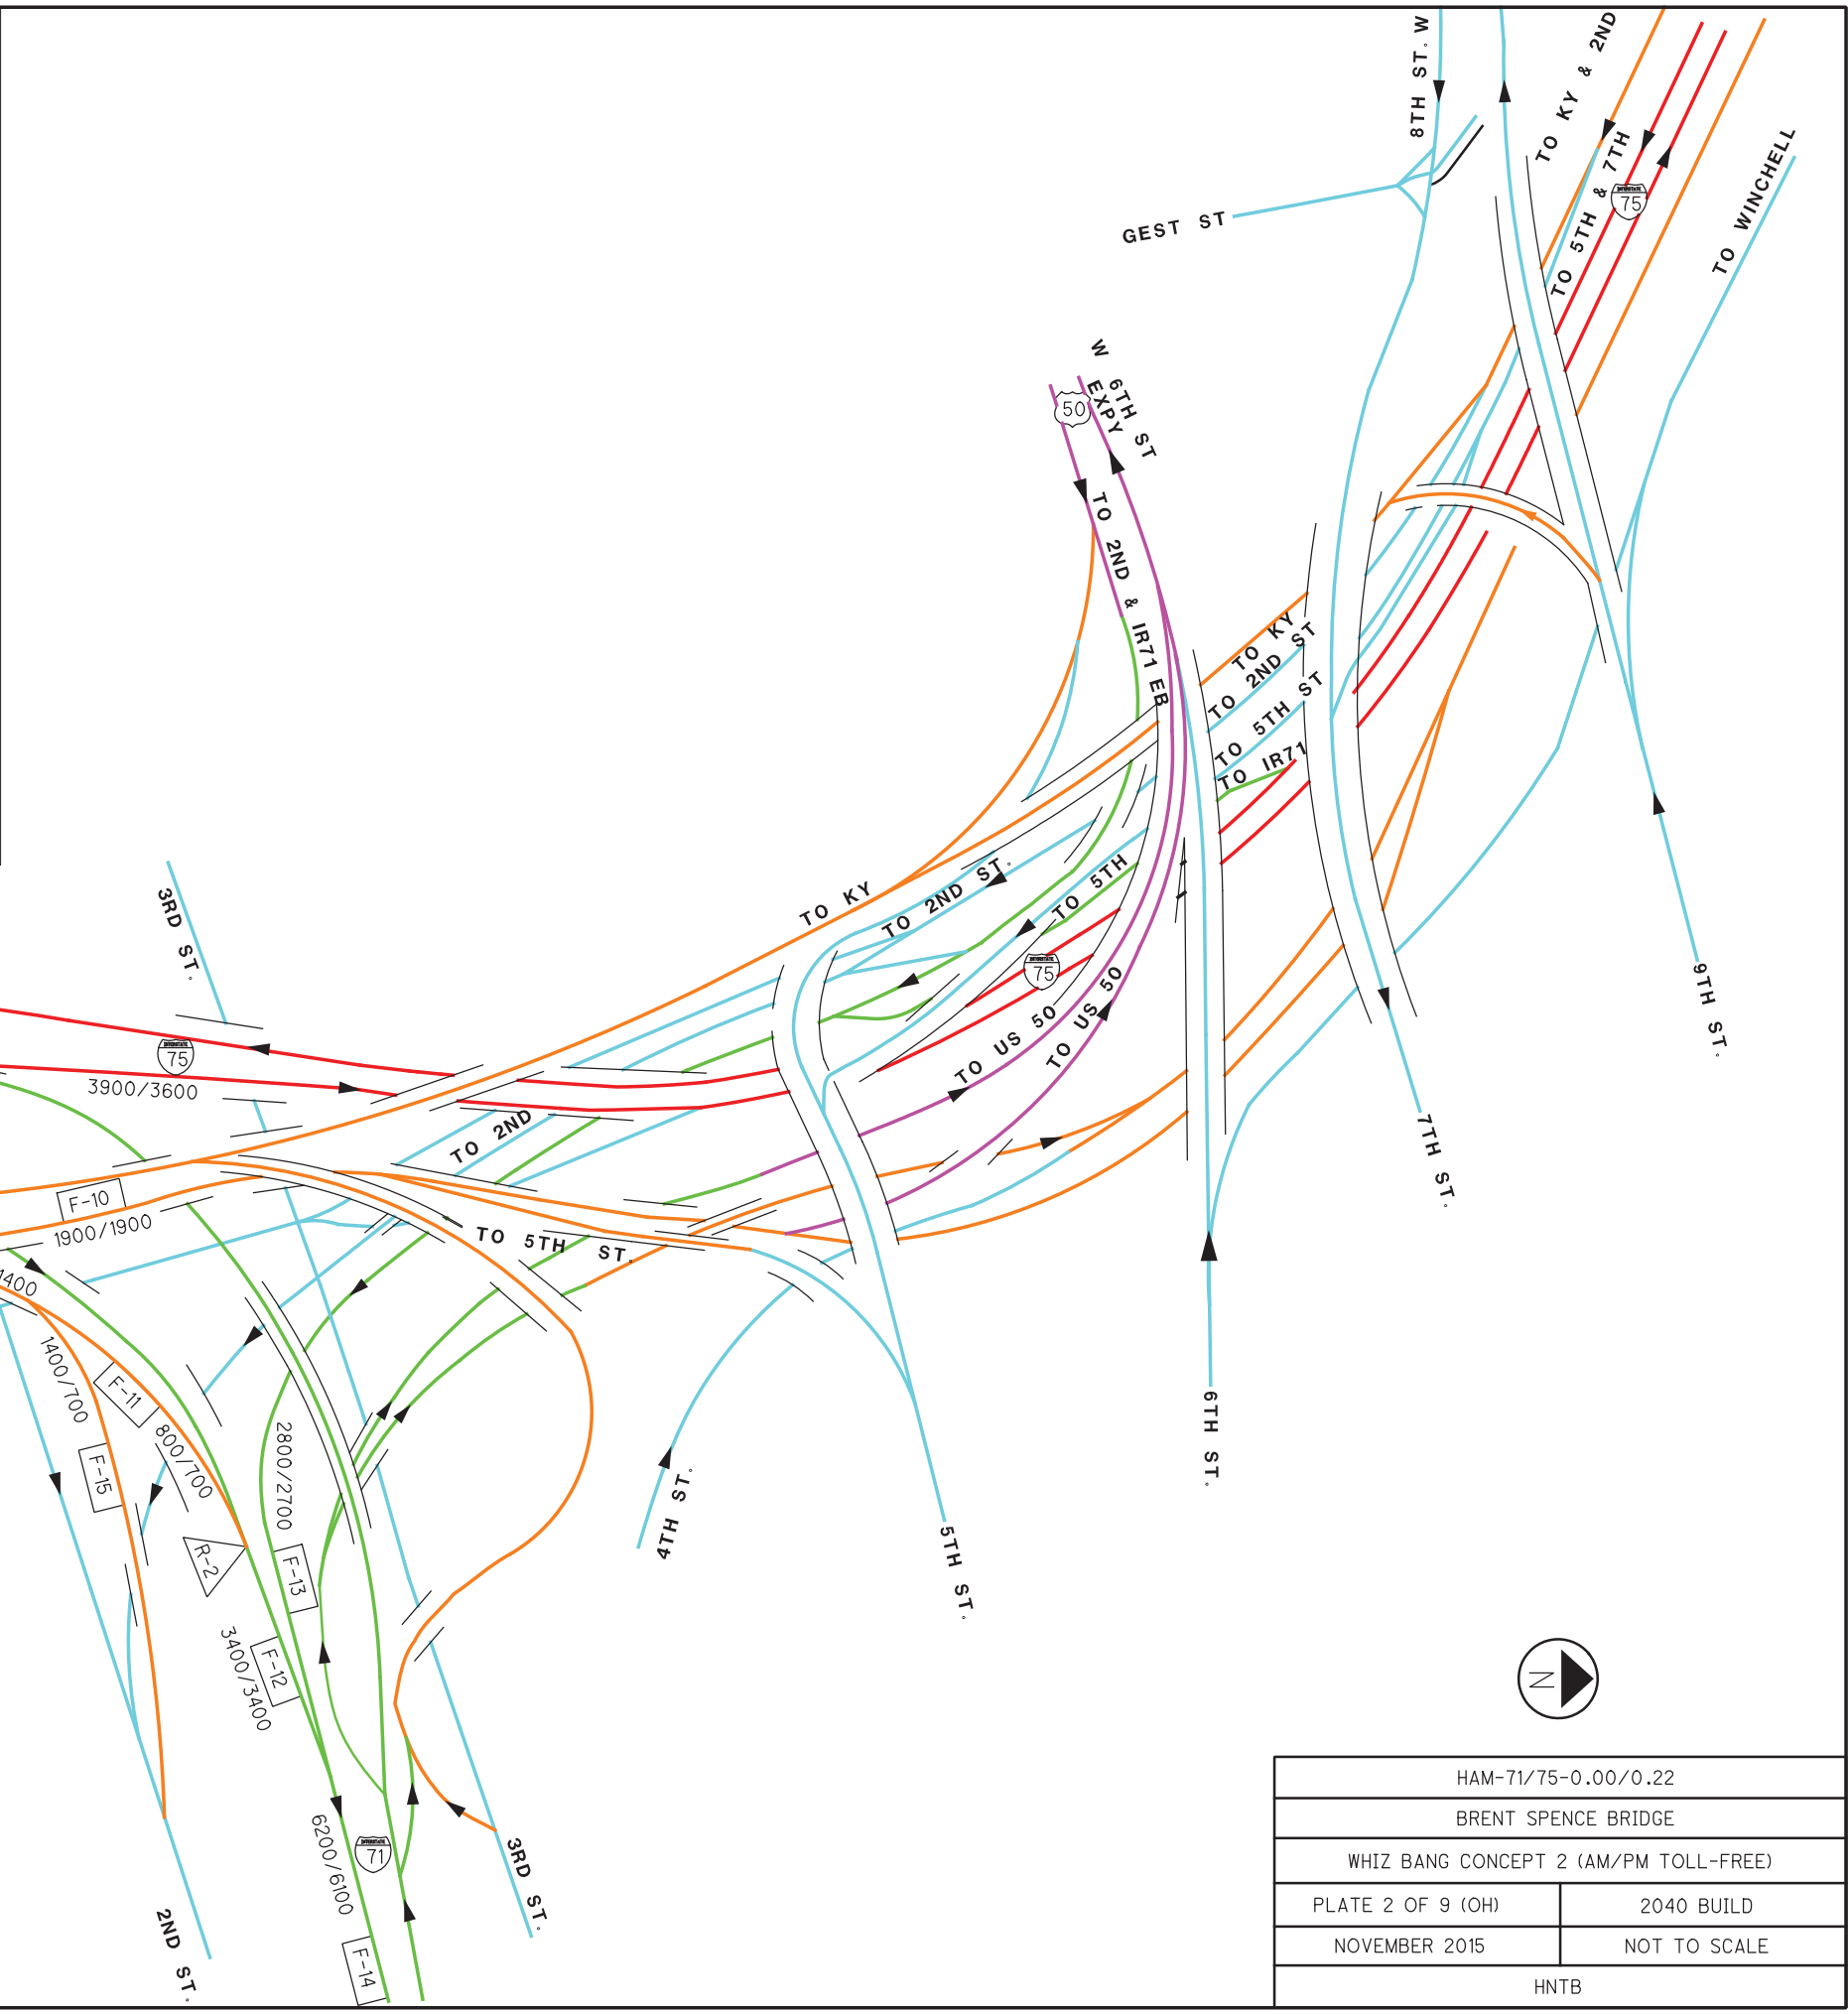 8TH ST. W
TO KY & 2ND
TO 5TH & 7TH
INTERSTATE
75
TO WINCHELL
GEST ST
W 6TH ST
EXPY
50
TO 2ND & IR71 EB
TO KY
TO 2ND ST
TO 5TH ST
TO IR71
TO KY
TO 2ND ST.
TO 5TH
INTERSTATE
75
TO US 50
TO US 50
9TH ST.
7TH ST.
3RD ST.
INTERSTATE
75
3900/3600
TO 2ND
F-10
1900/1900
TO 5TH ST.
1400
1400/700
F-11
800/700
F-15
2800/2700
F-13
R-2
F-12
3400/3400
4TH ST.
5TH ST.
6TH ST.
6200/6100
INTERSTATE
71
F-14
3RD ST.
2ND ST.
N
HAM-71/75-0.00/0.22
BRENT SPENCE BRIDGE
WHIZ BANG CONCEPT 2 (AM/PM TOLL-FREE)
PLATE 2 OF 9 (OH)
2040 BUILD
NOVEMBER 2015
NOT TO SCALE
HNTB